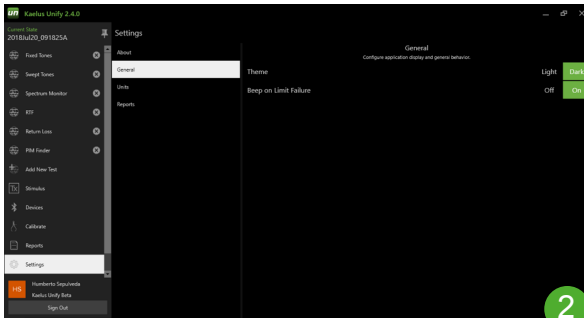 un Kaelus Unify 2.4.0
Current State
2018Jul20_091825A
Settings
Fixed Tones
Swept Tones
Spectrum Monitor
RTF
Return Loss
PIM Finder
Add New Test
Tx Stimulus
Devices
Calibrate
Reports
Settings
HS
Humberto Sepulveda
Kaelus Unify Beta
Sign Out
About
General
Units
Reports
General
Configure application display and general behavior.
Theme Light Dark
Beep on Limit Failure Off On
2